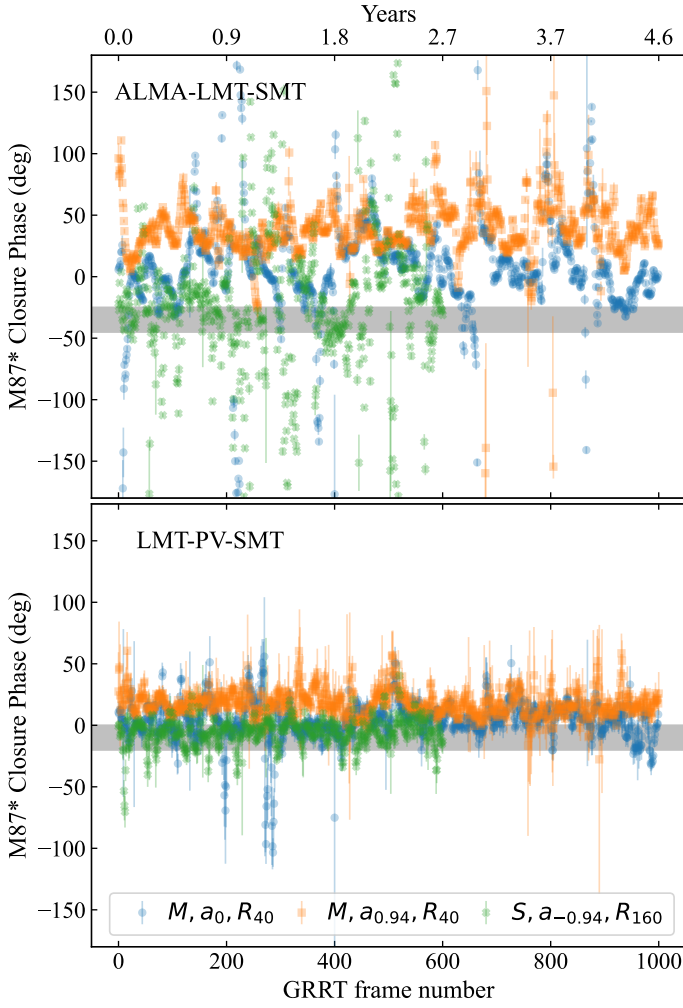 Years
0.0 0.9 1.8 2.7 3.7 4.6
ALMA-LMT-SMT
150
100
50
0
−50
−100
−150
M87* Closure Phase (deg)
LMT-PV-SMT
150
100
50
0
−50
−100
−150
M87* Closure Phase (deg)
M, a₀, R₄₀ M, a₀.₉₄, R₄₀ S, a₋₀.₉₄, R₁₆₀
0 200 400 600 800 1000
GRRT frame number